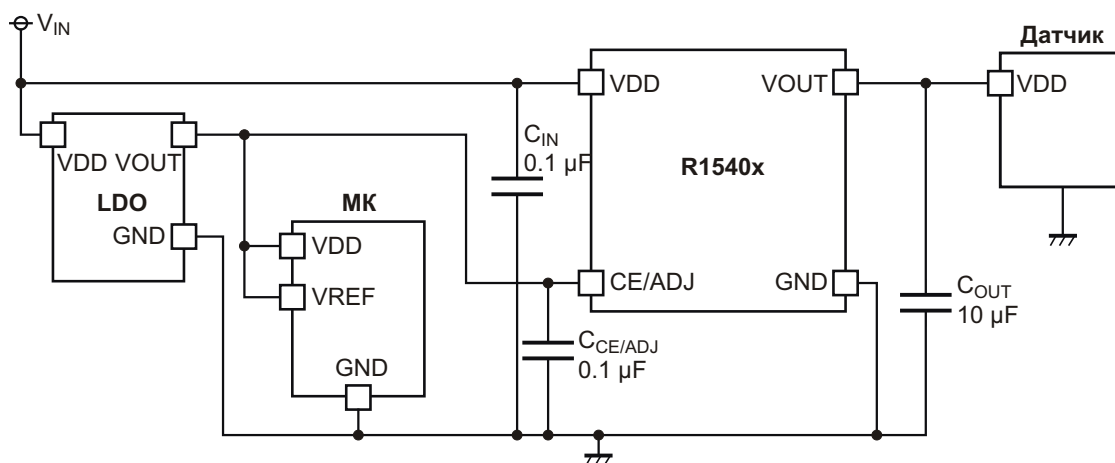 VIN
Датчик
VDD
VOUT
VDD
CIN
0.1 µF
VDD VOUT
LDO
R1540x
МК
GND
VDD
CE/ADJ
GND
VREF
COUT
10 µF
CCE/ADJ
0.1 µF
GND